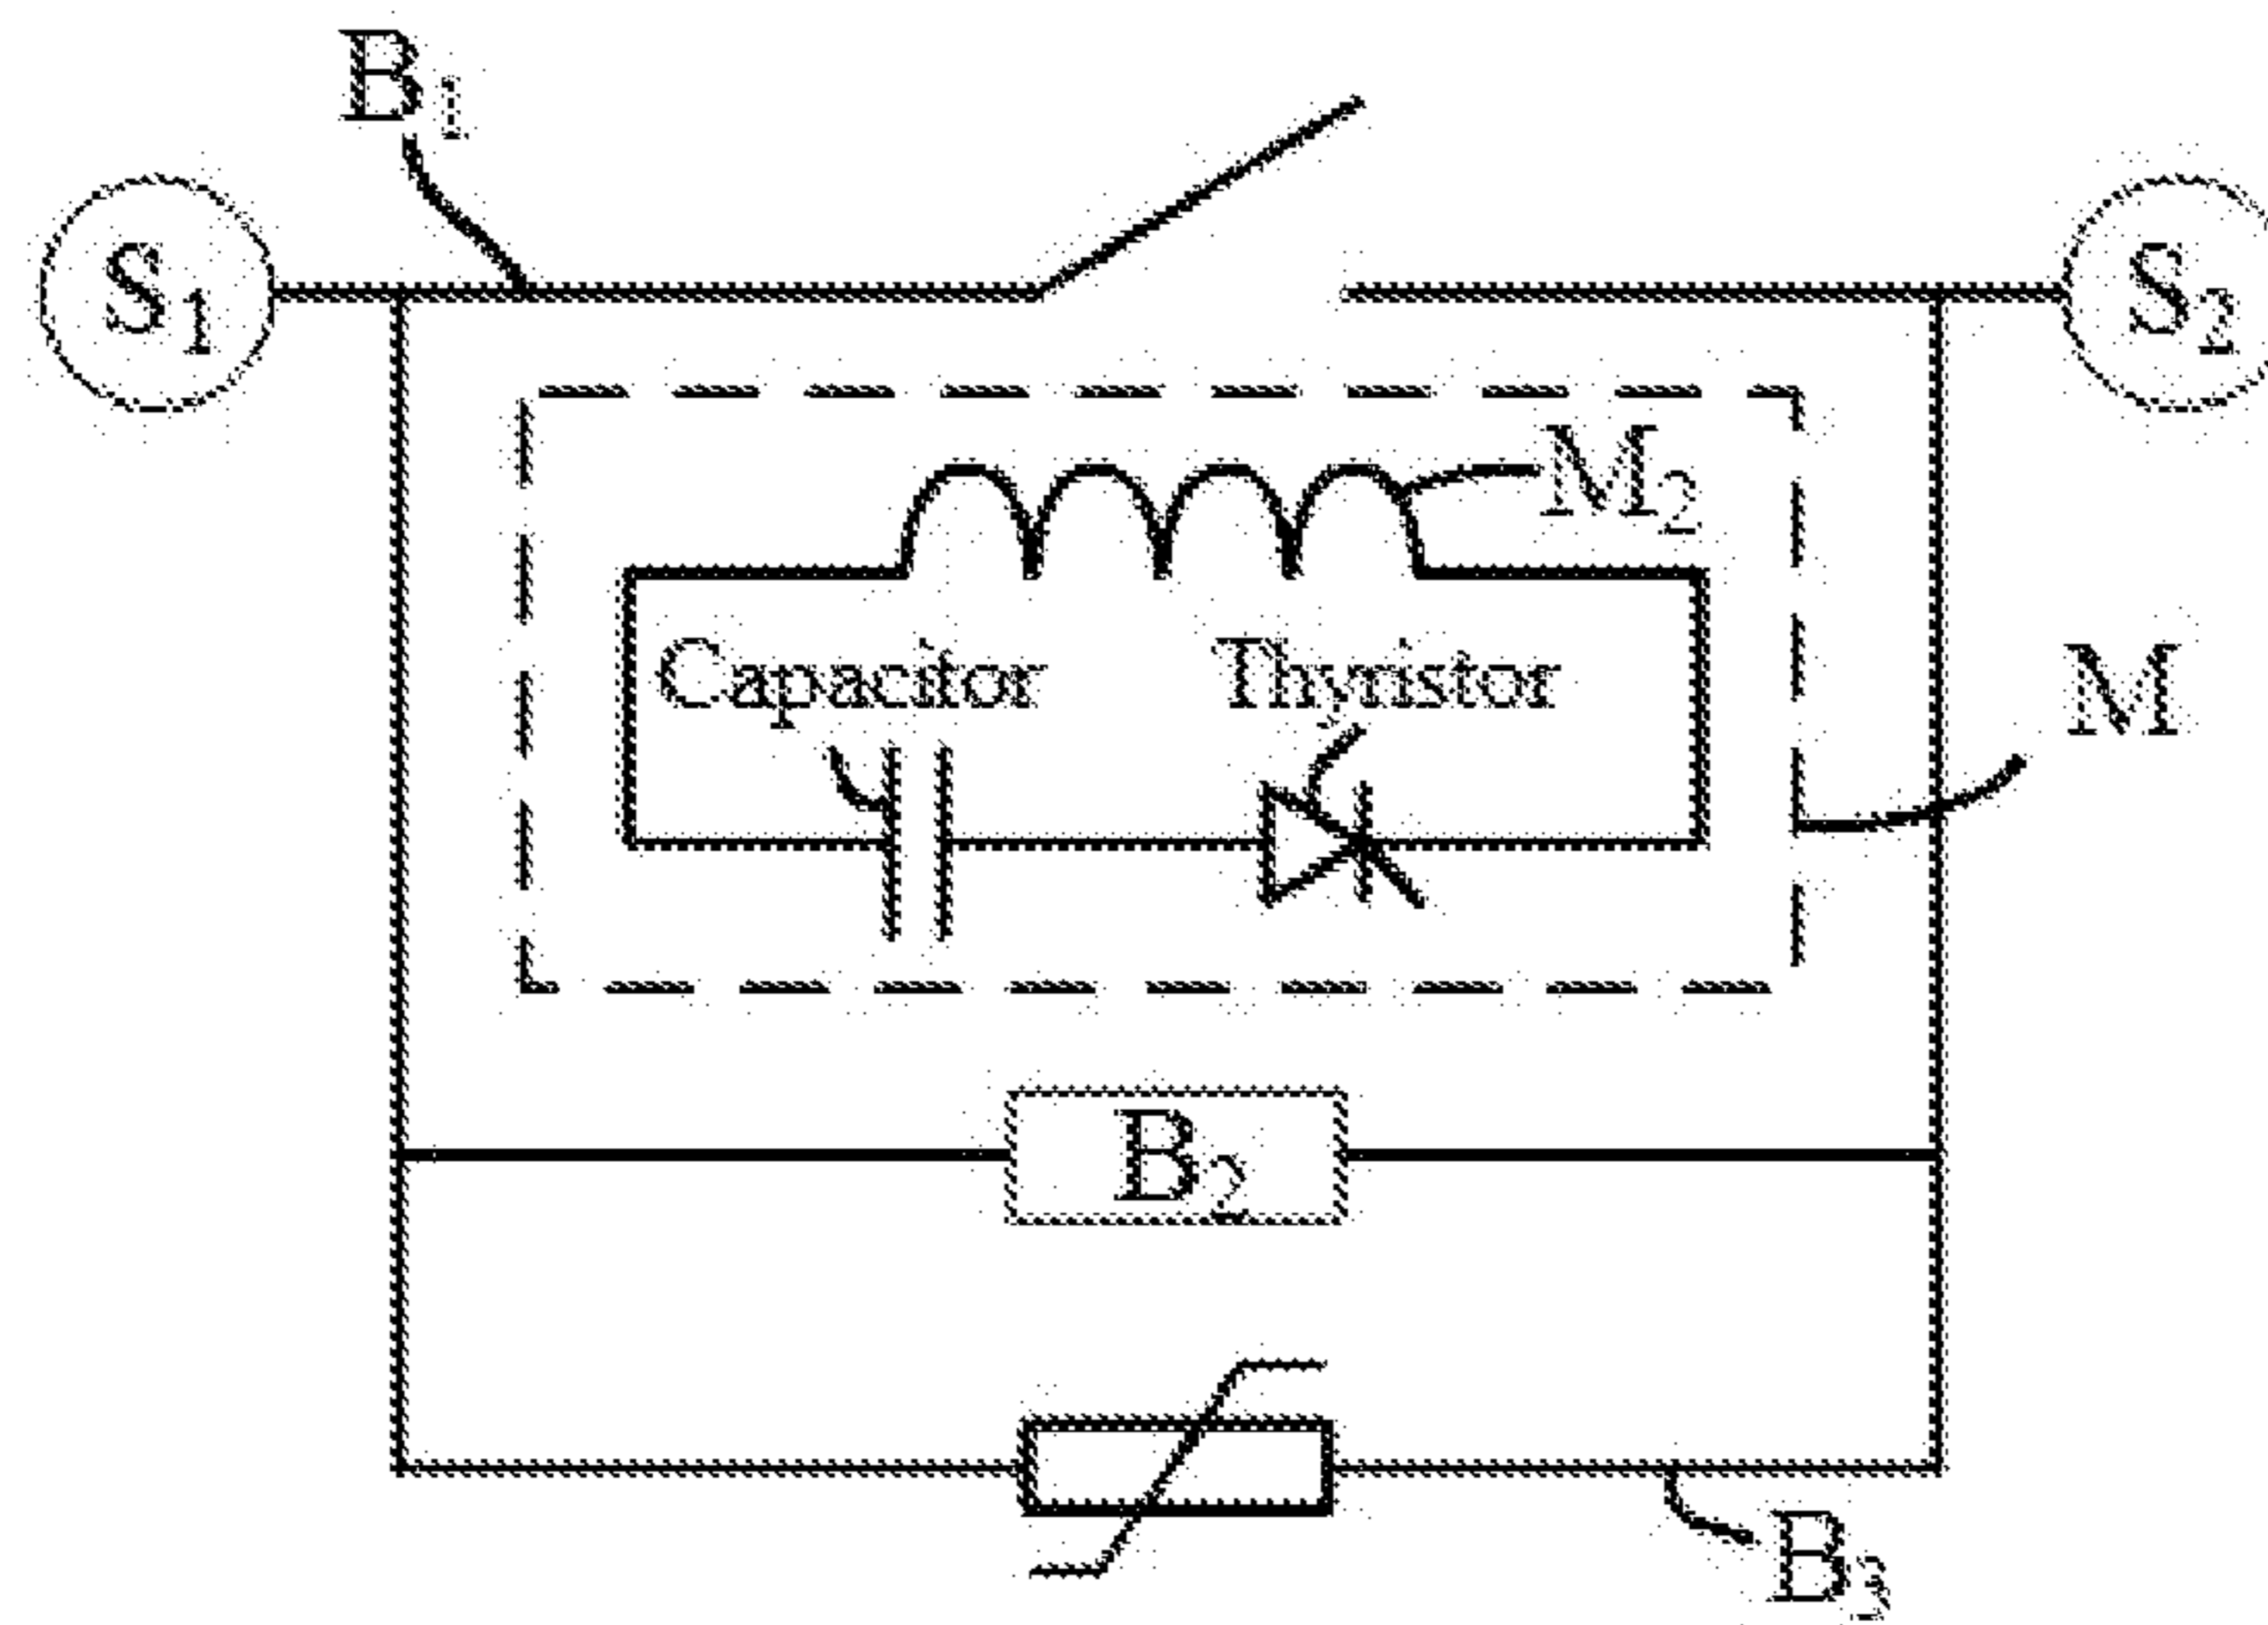 B1
S1
S2
M2
Capacitor
Thyristor
M
B2
B3